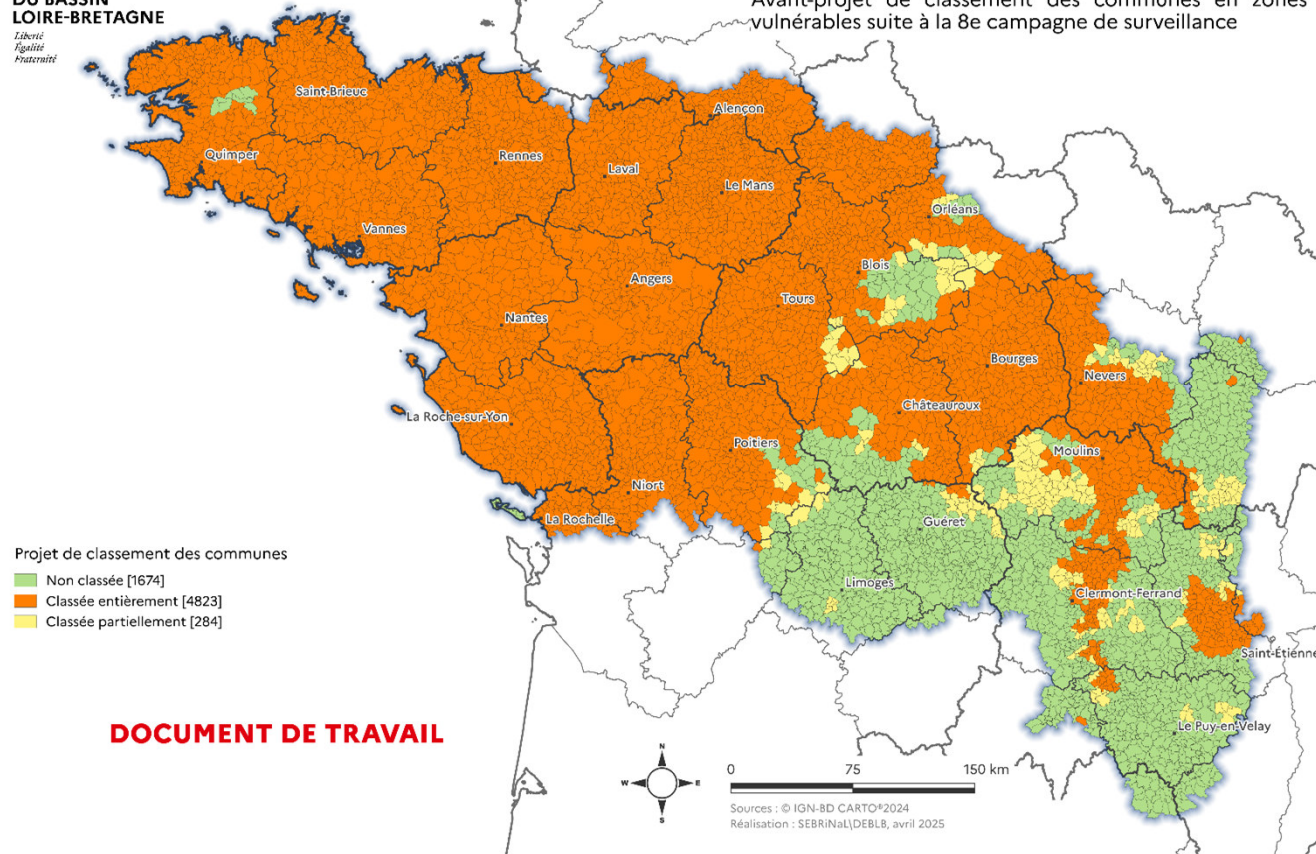 DU BASSIN
LOIRE-BRETAGNE
Liberté
Égalité
Fraternité
Avant-projet de classement des communes en zones
vulnérables suite à la 8e campagne de surveillance
Saint-Brieuc
Alençon
Quimper
Rennes
Laval
Le Mans
Orléans
Vannes
Blois
Angers
Tours
Nantes
Bourges
Nevers
Châteauroux
La Roche-sur-Yon
Poitiers
Moulins
Niort
La Rochelle
Guéret
Limoges
Clermont-Ferrand
Saint-Étienne
Le Puy-en-Velay
Projet de classement des communes
Non classée [1674]
Classée entièrement [4823]
Classée partiellement [284]
DOCUMENT DE TRAVAIL
N
W E
S
0 75 150 km
Sources : © IGN-BD CARTO®2024
Réalisation : SEBRiNaL\DEBLB, avril 2025